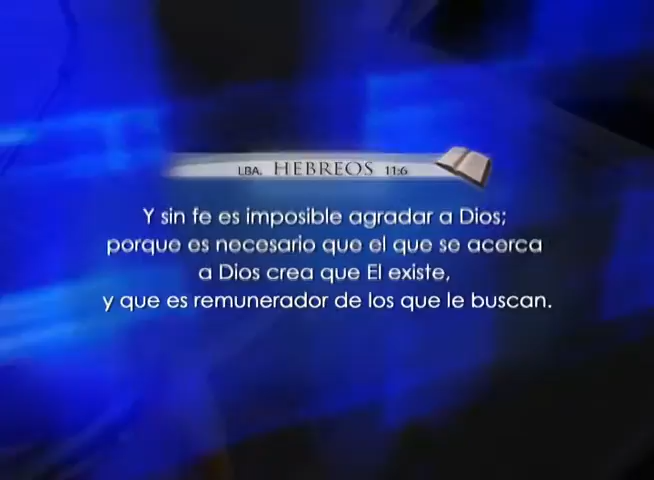 LBA. HEBREOS 11:6
Y sin fe es imposible agradar a Dios;
porque es necesario que el que se acerca
a Dios crea que El existe,
y que es remunerador de los que le buscan.